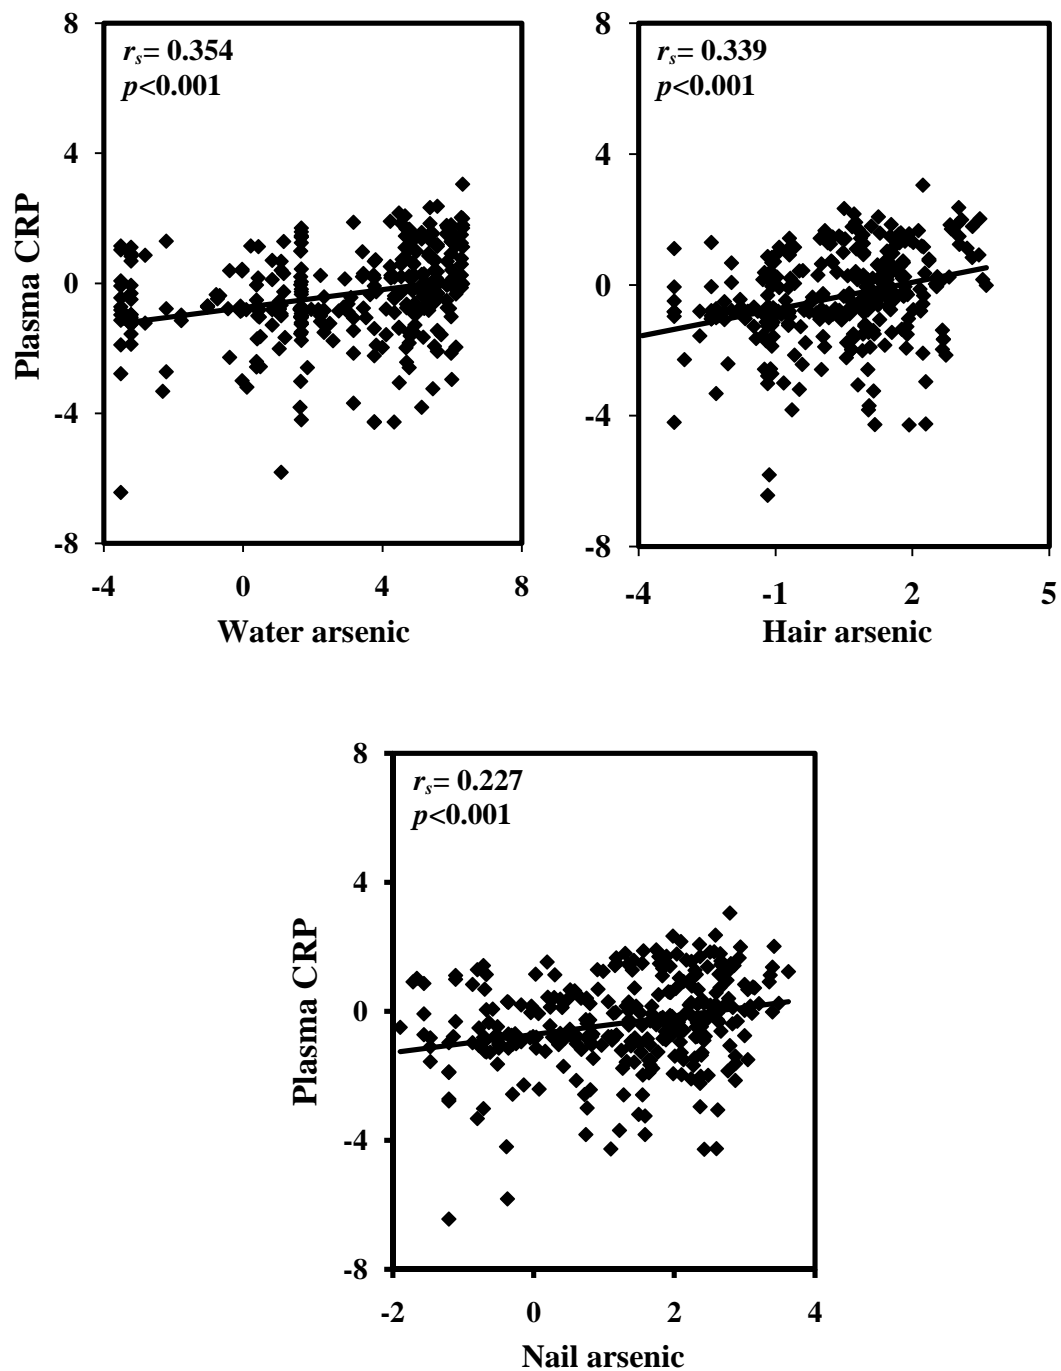 8
4
0
-4
-8
Plasma CRP
rs= 0.354
p<0.001
-4 0 4 8
Water arsenic
8
4
0
-4
-8
rs= 0.339
p<0.001
-4 -1 2 5
Hair arsenic
8
4
0
-4
-8
Plasma CRP
rs= 0.227
p<0.001
-2 0 2 4
Nail arsenic